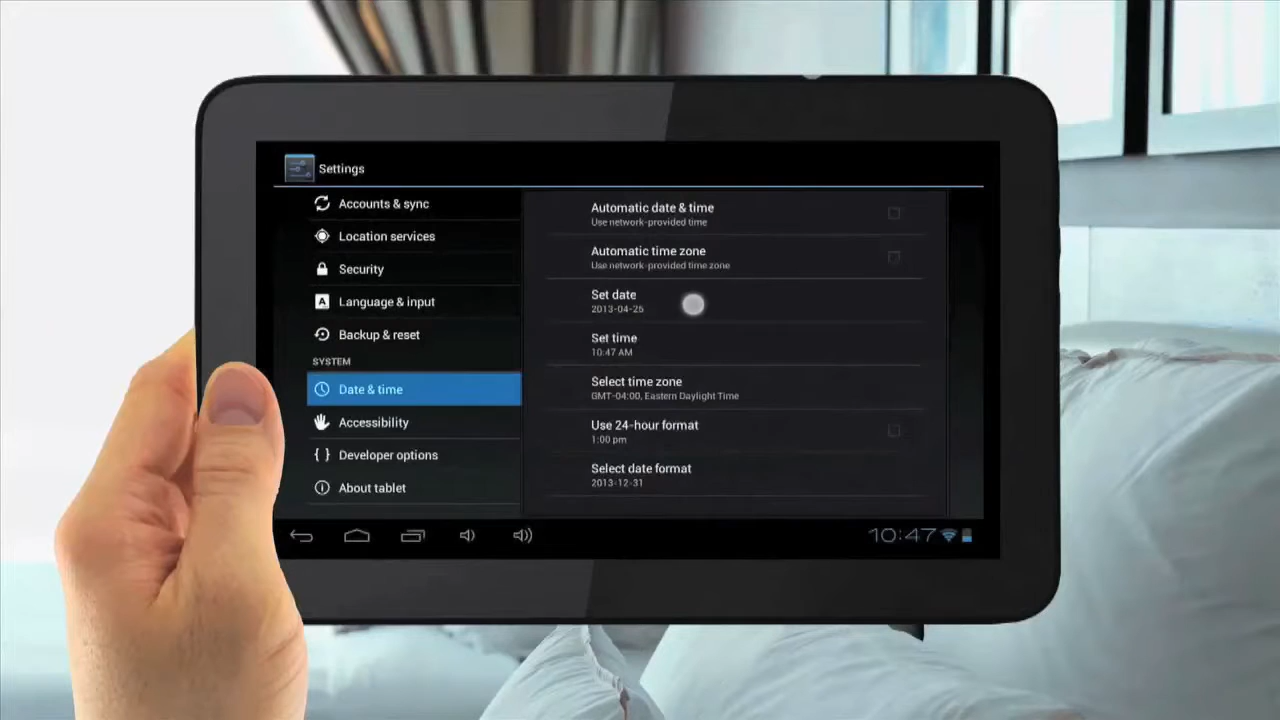 Settings
Accounts & sync
Location services
Security
Language & input
Backup & reset
SYSTEM
Date & time
Accessibility
Developer options
About tablet
Automatic date & time
Use network-provided time
Automatic time zone
Use network-provided time zone
Set date
2013-04-25
Set time
10:47 AM
Select time zone
GMT-04:00, Eastern Daylight Time
Use 24-hour format
1:00 pm
Select date format
2013-12-31
10:47